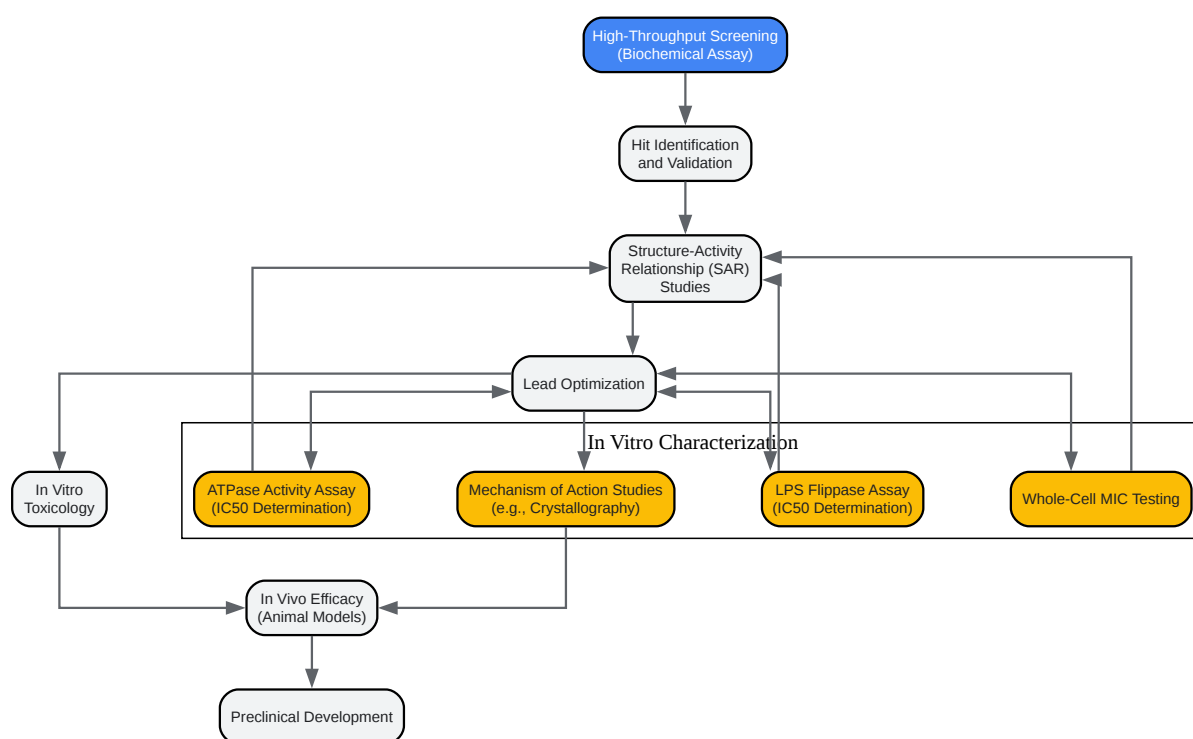 High-Throughput Screening
(Biochemical Assay)
Hit Identification
and Validation
Structure-Activity
Relationship (SAR)
Studies
Lead Optimization
In Vitro Characterization
In Vitro
Toxicology
ATPase Activity Assay
(IC50 Determination)
Mechanism of Action Studies
(e.g., Crystallography)
LPS Flippase Assay
(IC50 Determination)
Whole-Cell MIC Testing
In Vivo Efficacy
(Animal Models)
Preclinical Development